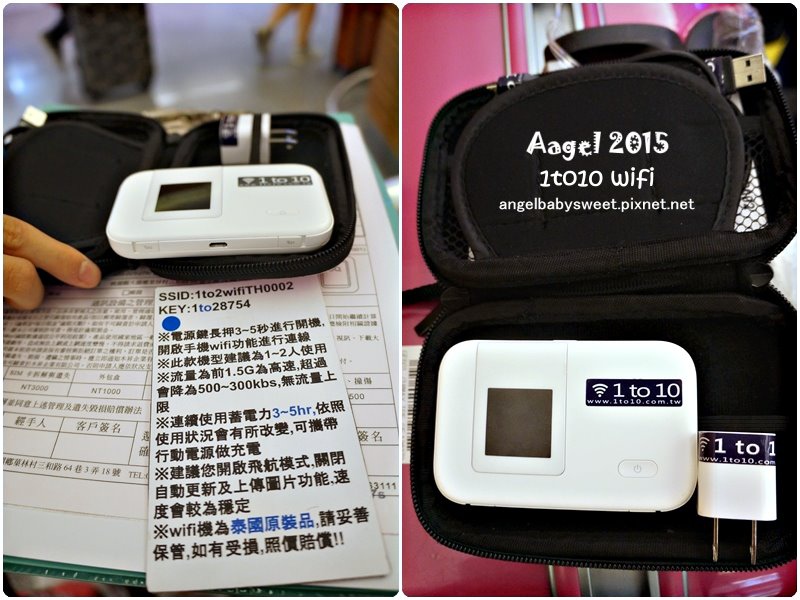 1 to 10
SSID:1to2wifiTH0002
KEY:1to28754
※電源鍵長押3~5秒進行開機,
開啟手機wifi功能進行連線
※此款機型建議為1~2人使用
※流量為前1.5G為高速,超過
會降為500~300kbs,無流量上
限
※連續使用蓄電力3~5hr,依照
使用狀況會有所改變,可攜帶
行動電源做充電
※建議您開啟飛航模式,關閉
自動更新及上傳圖片功能,速
度會較為穩定
※wifi機為泰國原裝品,請妥善
保管,如有受損,照價賠償!!
外包盒
NT3000
NT1000
經手人
客戶簽名
Aagel 2015
1to10 wifi
angelbabysweet.pixnet.net
1 to 10
www.1to10.com.tw
1 to 1
www.1to10.com